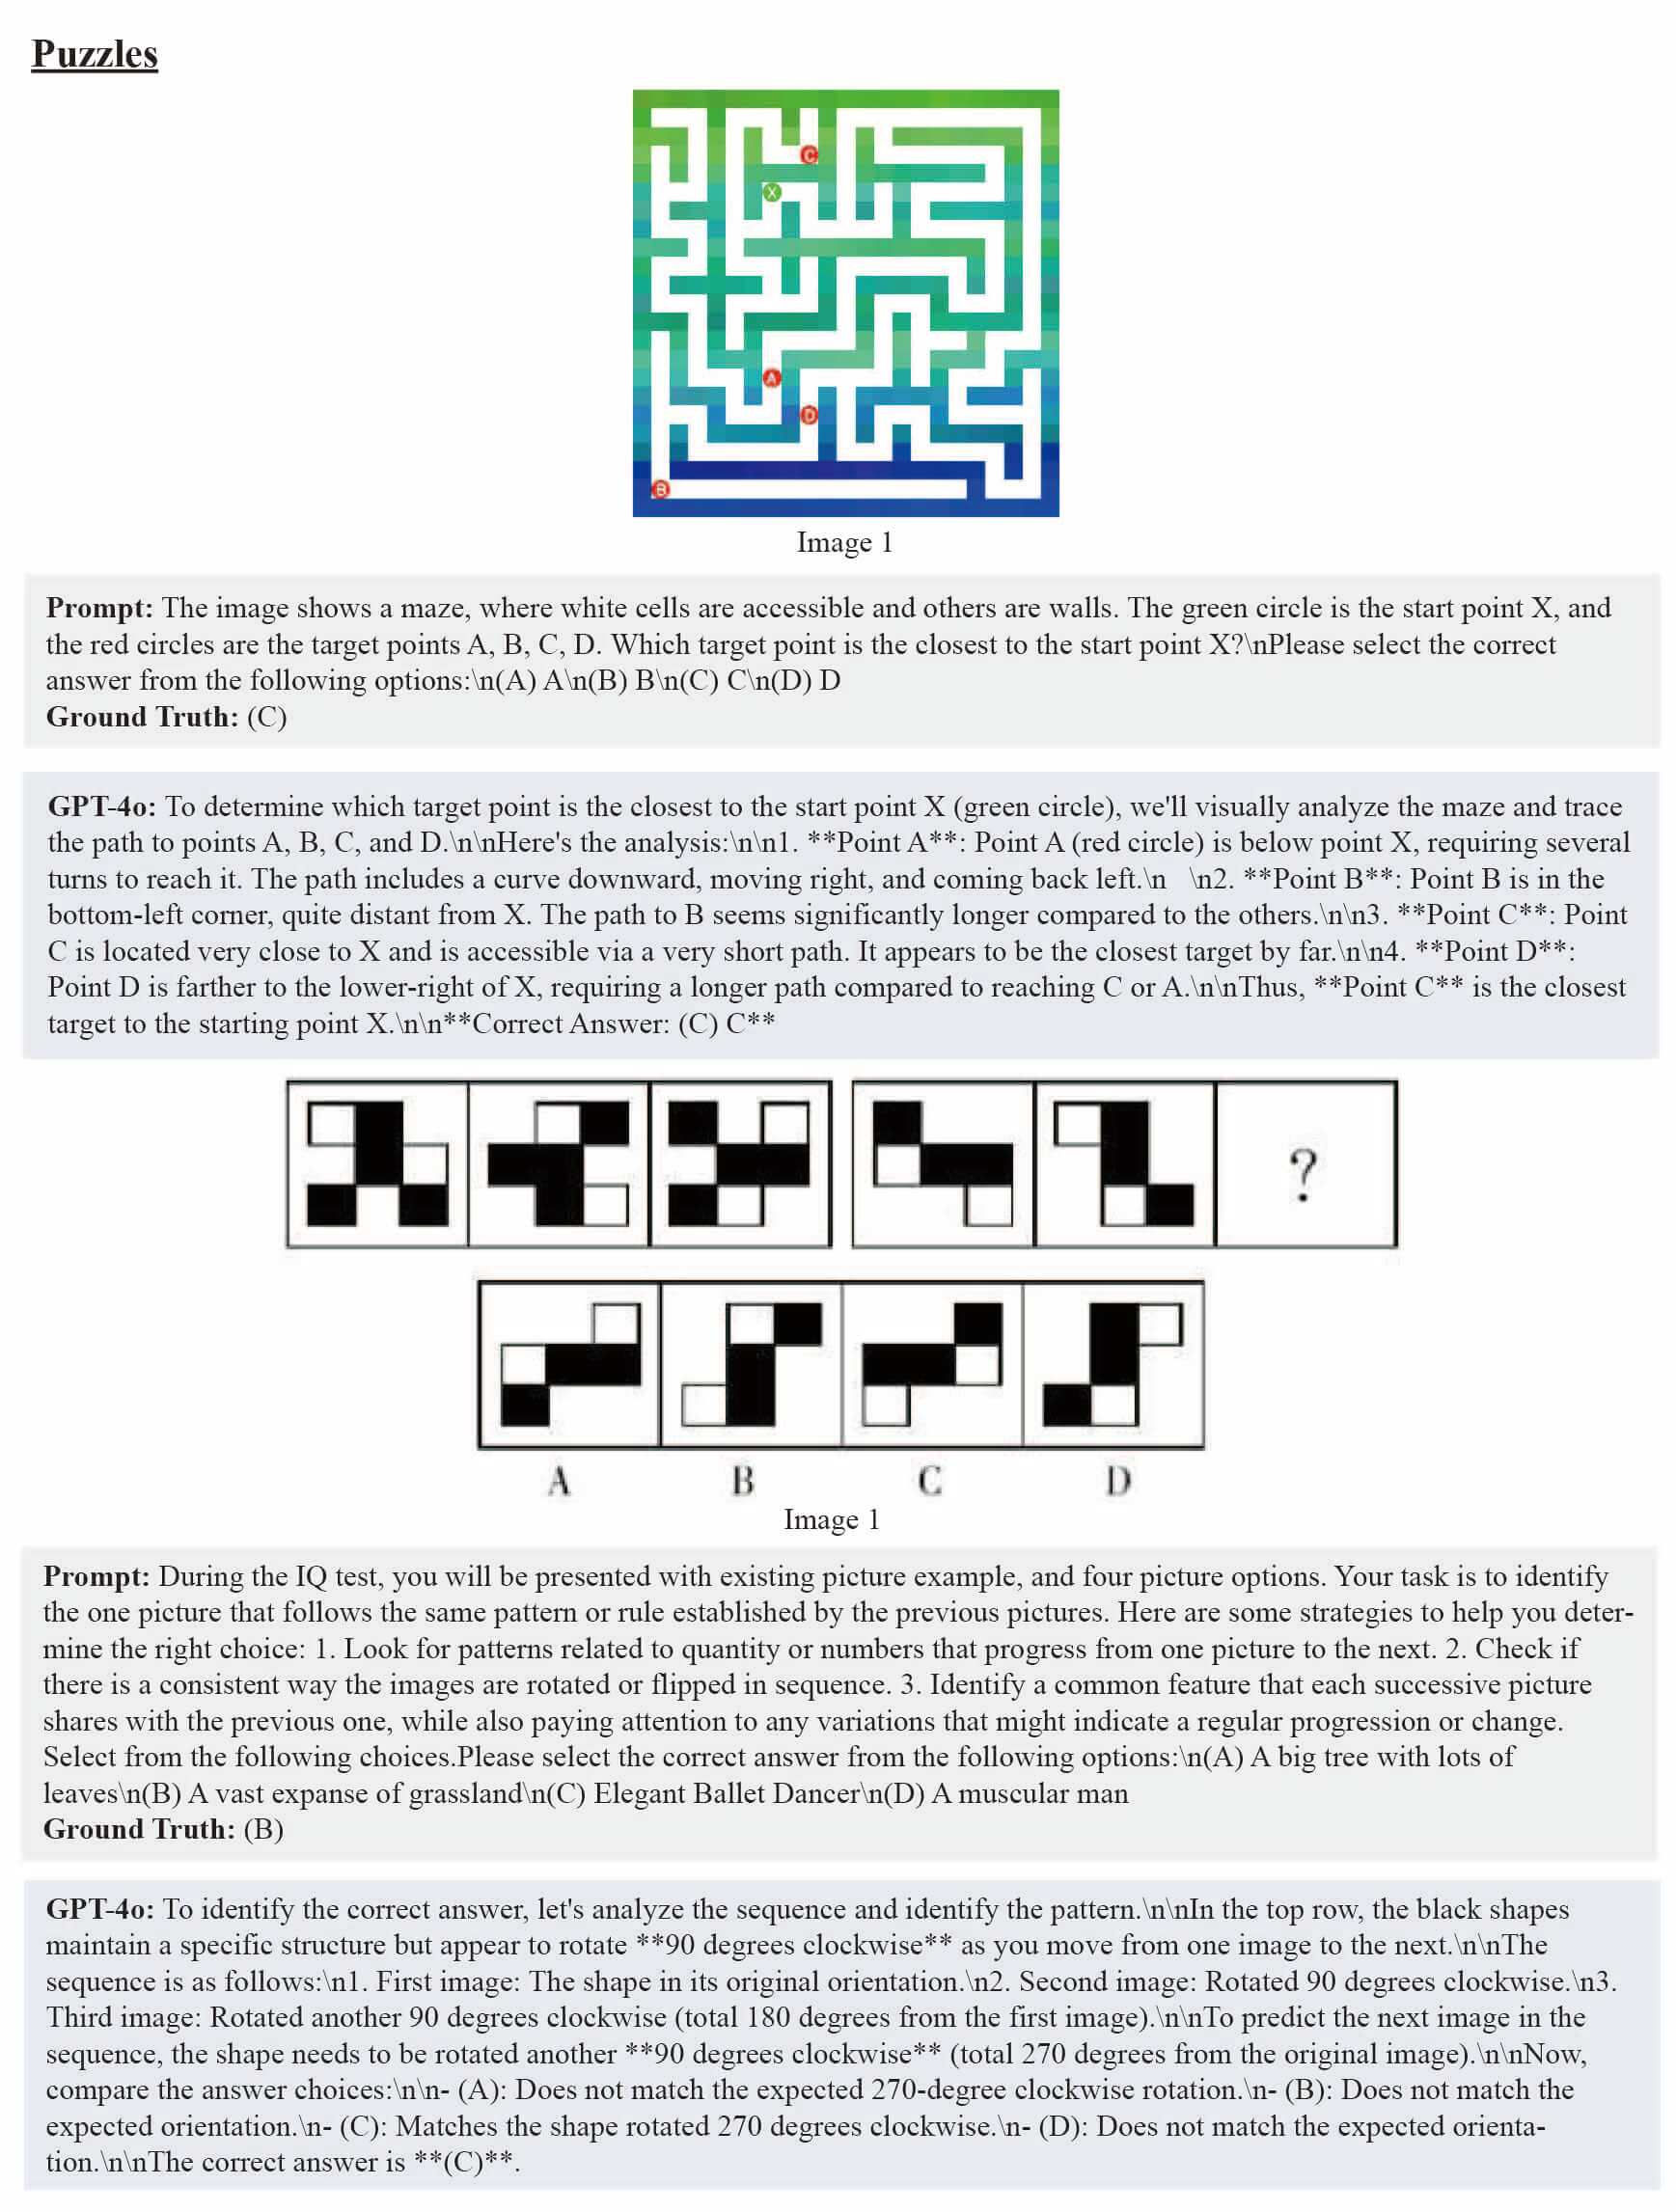 Puzzles
C
X
A
D
B
Image 1
Prompt: The image shows a maze, where white cells are accessible and others are walls. The green circle is the start point X, and
the red circles are the target points A, B, C, D. Which target point is the closest to the start point X?\nPlease select the correct
answer from the following options:\n(A) A\n(B) B\n(C) C\n(D) D
Ground Truth: (C)
GPT-4o: To determine which target point is the closest to the start point X (green circle), we'll visually analyze the maze and trace
the path to points A, B, C, and D.\n\nHere's the analysis:\n\n1. **Point A**: Point A (red circle) is below point X, requiring several
turns to reach it. The path includes a curve downward, moving right, and coming back left.\n   \n2. **Point B**: Point B is in the
bottom-left corner, quite distant from X. The path to B seems significantly longer compared to the others.\n\n3. **Point C**: Point
C is located very close to X and is accessible via a very short path. It appears to be the closest target by far.\n\n4. **Point D**:
Point D is farther to the lower-right of X, requiring a longer path compared to reaching C or A.\n\nThus, **Point C** is the closest
target to the starting point X.\n\n**Correct Answer: (C) C**
?
A B C D
Image 1
Prompt: During the IQ test, you will be presented with existing picture example, and four picture options. Your task is to identify
the one picture that follows the same pattern or rule established by the previous pictures. Here are some strategies to help you deter-
mine the right choice: 1. Look for patterns related to quantity or numbers that progress from one picture to the next. 2. Check if
there is a consistent way the images are rotated or flipped in sequence. 3. Identify a common feature that each successive picture
shares with the previous one, while also paying attention to any variations that might indicate a regular progression or change.
Select from the following choices.Please select the correct answer from the following options:\n(A) A big tree with lots of
leaves\n(B) A vast expanse of grassland\n(C) Elegant Ballet Dancer\n(D) A muscular man
Ground Truth: (B)
GPT-4o: To identify the correct answer, let's analyze the sequence and identify the pattern.\n\nIn the top row, the black shapes
maintain a specific structure but appear to rotate **90 degrees clockwise** as you move from one image to the next.\n\nThe
sequence is as follows:\n1. First image: The shape in its original orientation.\n2. Second image: Rotated 90 degrees clockwise.\n3.
Third image: Rotated another 90 degrees clockwise (total 180 degrees from the first image).\n\nTo predict the next image in the
sequence, the shape needs to be rotated another **90 degrees clockwise** (total 270 degrees from the original image).\n\nNow,
compare the answer choices:\n\n- (A): Does not match the expected 270-degree clockwise rotation.\n- (B): Does not match the
expected orientation.\n- (C): Matches the shape rotated 270 degrees clockwise.\n- (D): Does not match the expected orienta-
tion.\n\nThe correct answer is **(C)**.